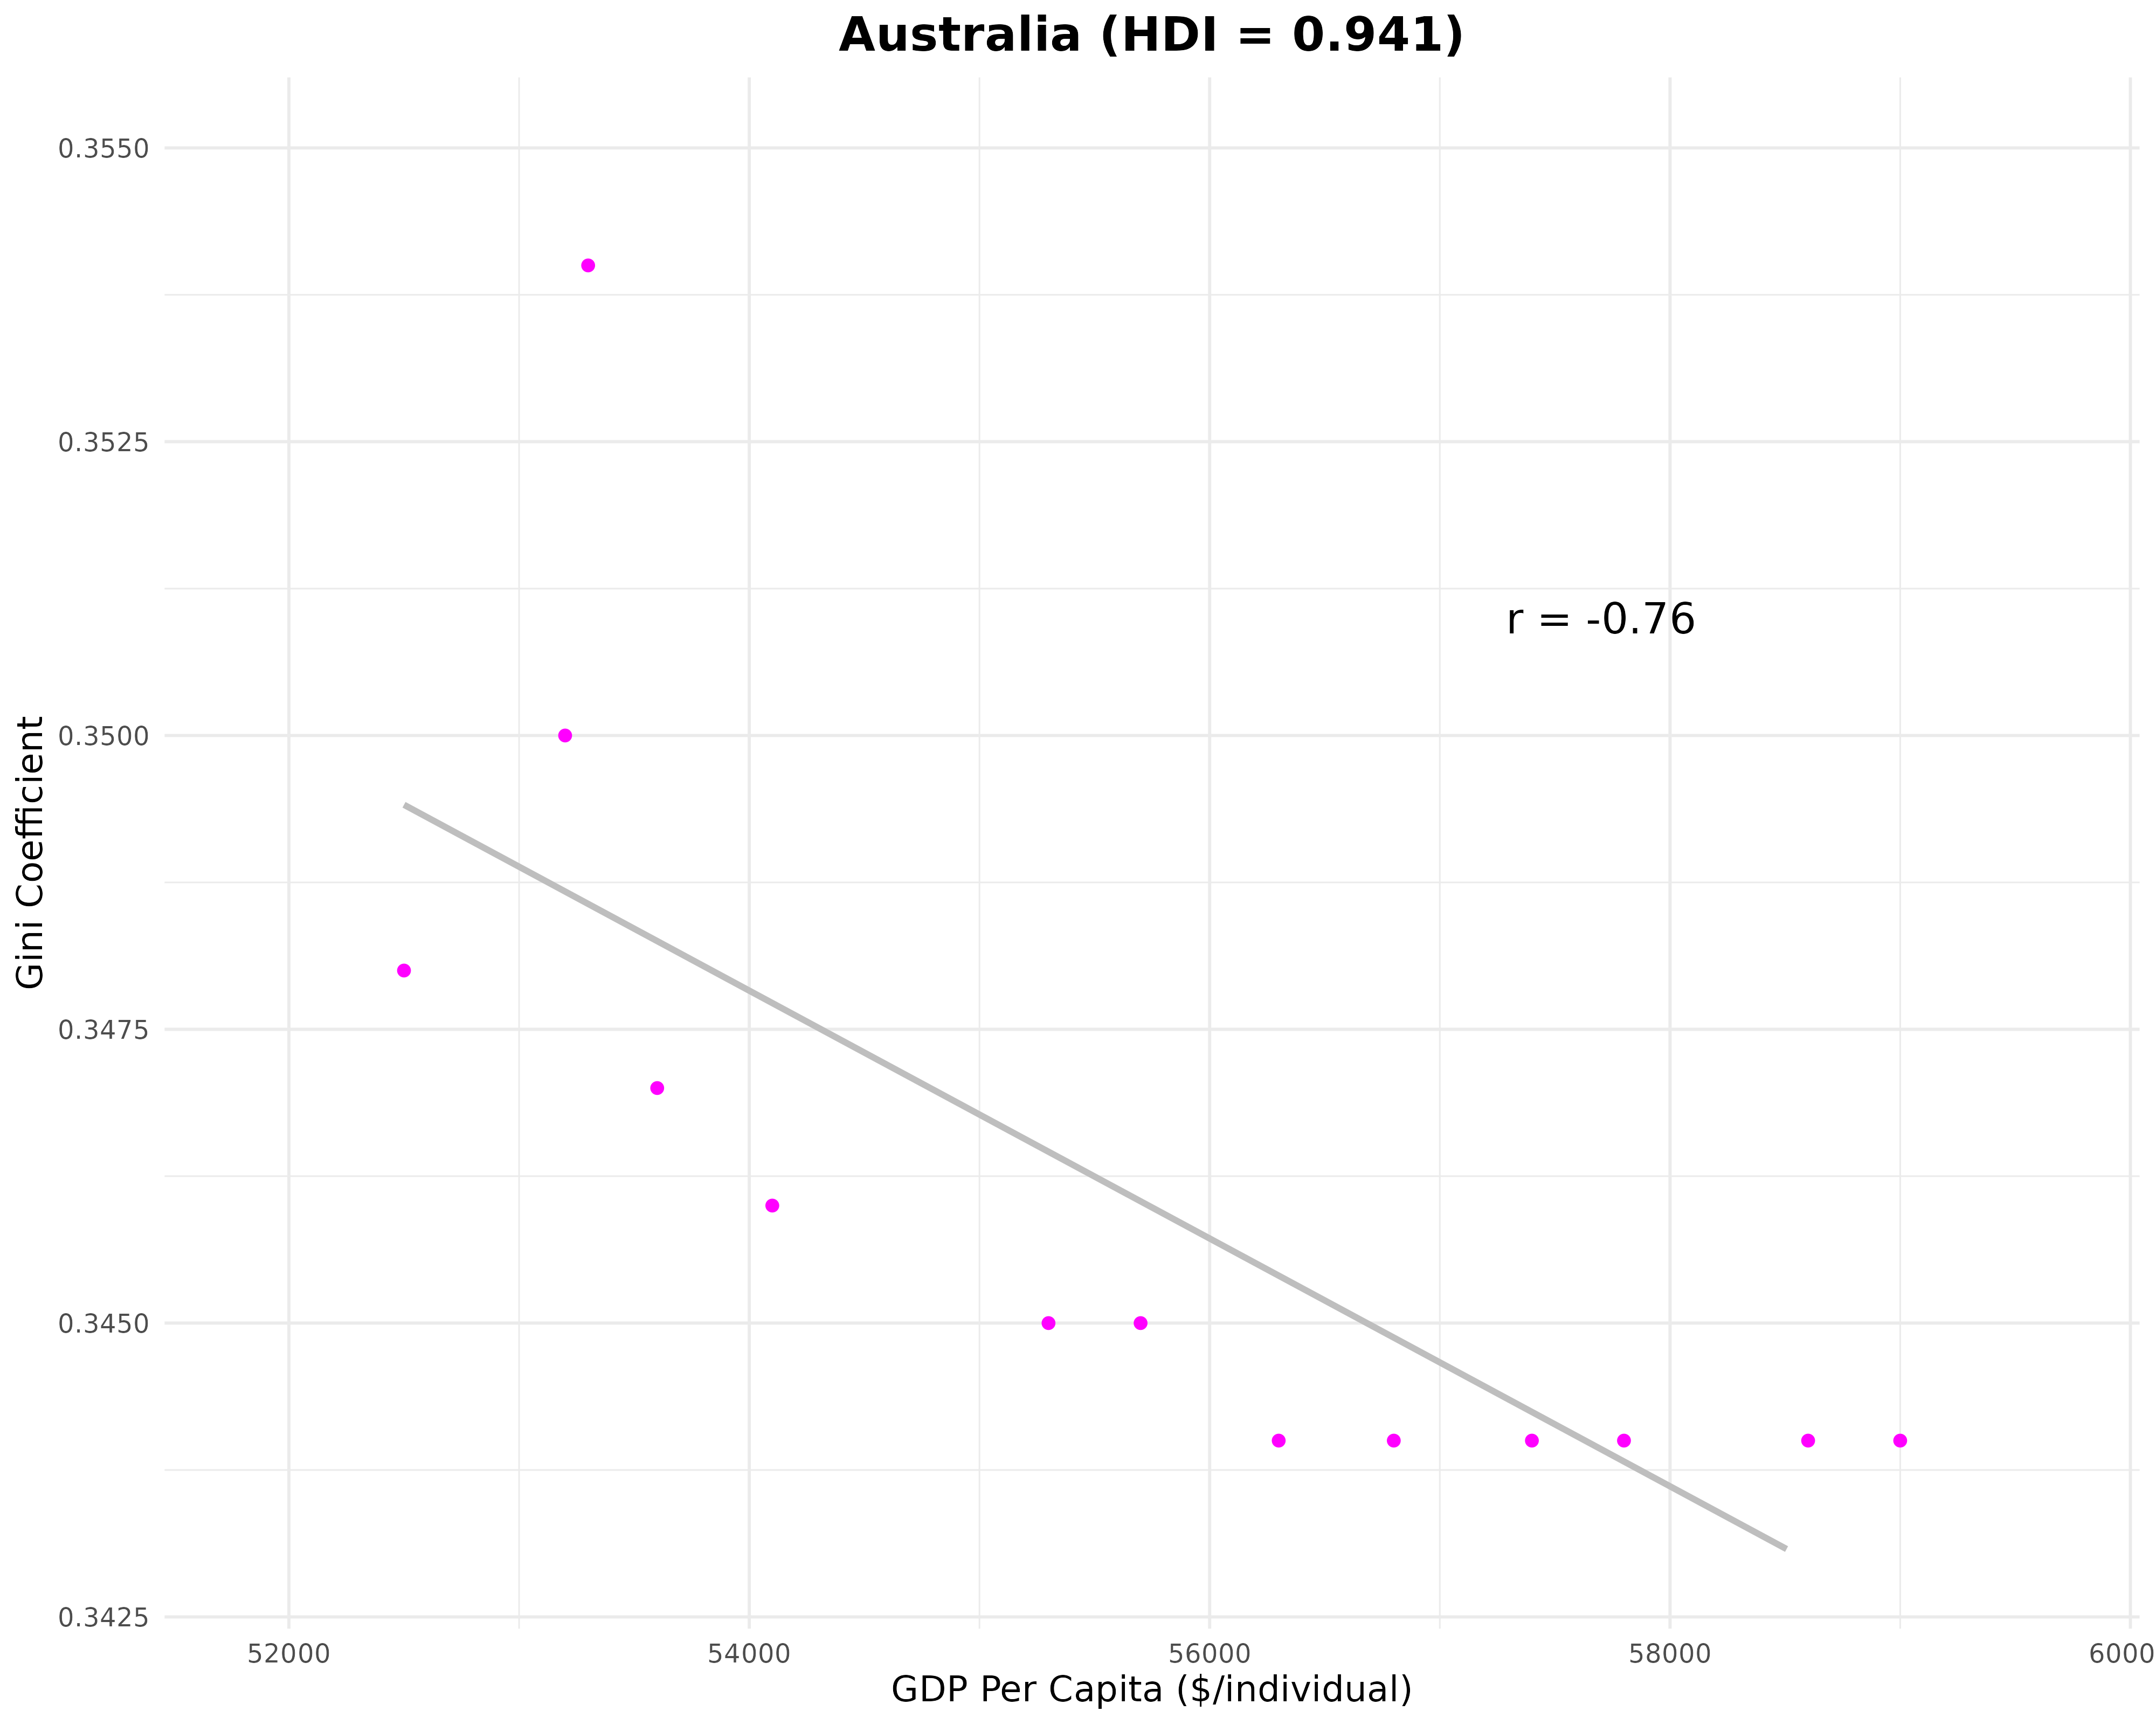 Australia (HDI = 0.941)
0.3550
0.3525
r = -0.76
0.3500
Gini Coefficient
0.3475
0.3450
0.3425
52000 54000 56000 58000 6000
GDP Per Capita ($/individual)